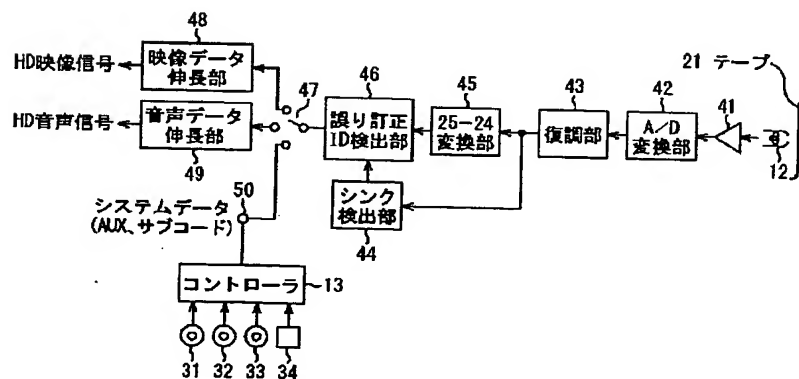 48
HD映像信号
映像データ
伸長部
47
46
45
43
42
41
21 テープ
HD音声信号
音声データ
伸長部
誤り訂正
ID検出部
25-24
変換部
復調部
A/D
変換部
12
49
50
システムデータ
(AUX、サブコード)
シンク
検出部
44
コントローラ
13
31 32 33 34